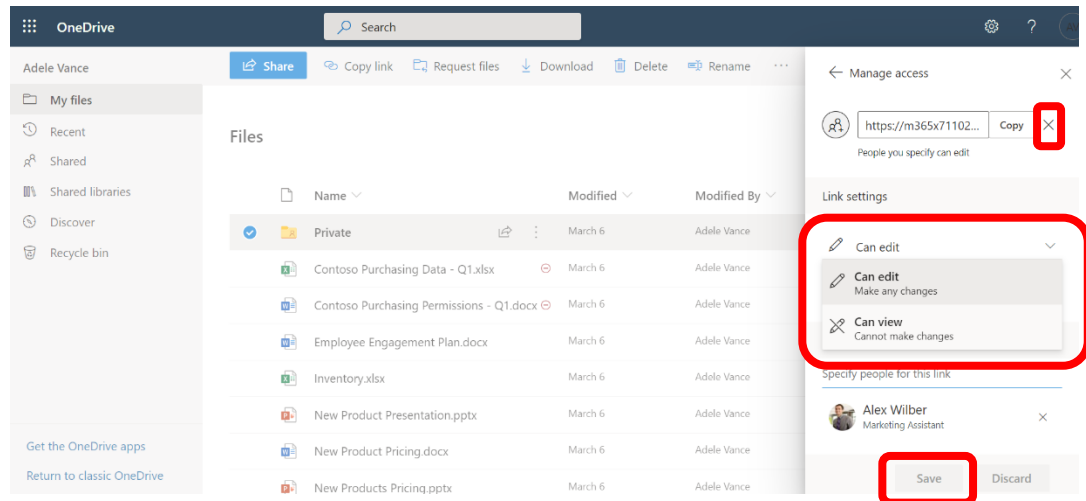 OneDrive
Search
?
AV
Adele Vance
My files
Recent
Shared
Shared libraries
Discover
Recycle bin
Get the OneDrive apps
Return to classic OneDrive
Share Copy link Request files Download Delete Rename ...
Files
Name Modified Modified By
Private March 6 Adele Vance
Contoso Purchasing Data - Q1.xlsx March 6 Adele Vance
Contoso Purchasing Permissions - Q1.docx March 6 Adele Vance
Employee Engagement Plan.docx March 6 Adele Vance
Inventory.xlsx March 6 Adele Vance
New Product Presentation.pptx March 6 Adele Vance
New Product Pricing.docx March 6 Adele Vance
New Products Pricing.pptx March 6 Adele Vance
Manage access
https://m365x71102... Copy
People you specify can edit
Link settings
Can edit
Can edit
Make any changes
Can view
Cannot make changes
Specify people for this link
Alex Wilber
Marketing Assistant
Save Discard